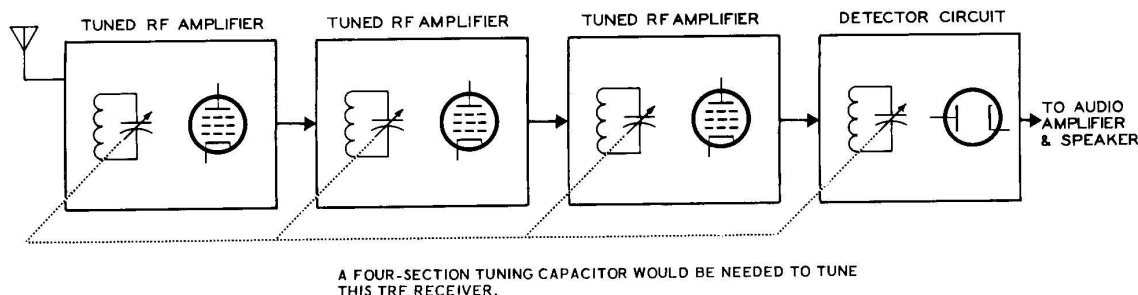 TUNED RF AMPLIFIER
TUNED RF AMPLIFIER
TUNED RF AMPLIFIER
DETECTOR CIRCUIT
TO AUDIO
AMPLIFIER
& SPEAKER
A FOUR-SECTION TUNING CAPACITOR WOULD BE NEEDED TO TUNE
THIS TRF RECEIVER.